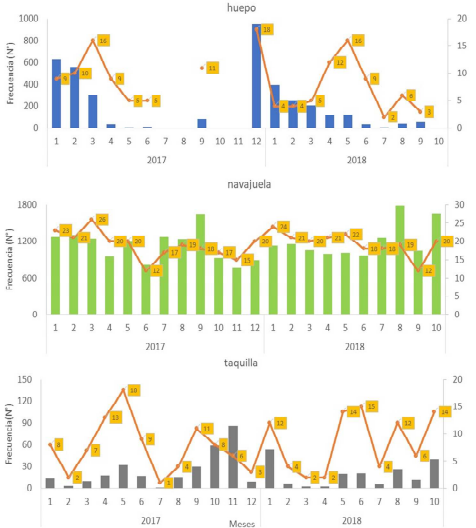 huepo
1000 800 600 400 200 0
Frecuencia (N°)
20 15 10 5 0
9 10 16 9 5 5 11 18 4 4 5 12 16 9 2 6 3
1 2 3 4 5 6 7 8 9 10 11 12 1 2 3 4 5 6 7 8 9 10
2017 2018
navajuela
1800 1200 600 0
Frecuencia (N°)
30 25 20 15 10 5 0
23 21 26 20 20 12 17 19 18 17 15 20 24 21 20 21 22 18 18 19 12 20
1 2 3 4 5 6 7 8 9 10 11 12 1 2 3 4 5 6 7 8 9 10
2017 2018
taquilla
150 120 90 60 30 0
Frecuencia(N°)
20 15 10 5 0
8 2 7 13 9 1 4 11 8 6 3 12 4 2 2 14 15 4 12 6 14
1 2 3 4 5 6 7 8 9 10 11 12 1 2 3 4 5 6 7 8 9 10
2017 2018
Meses